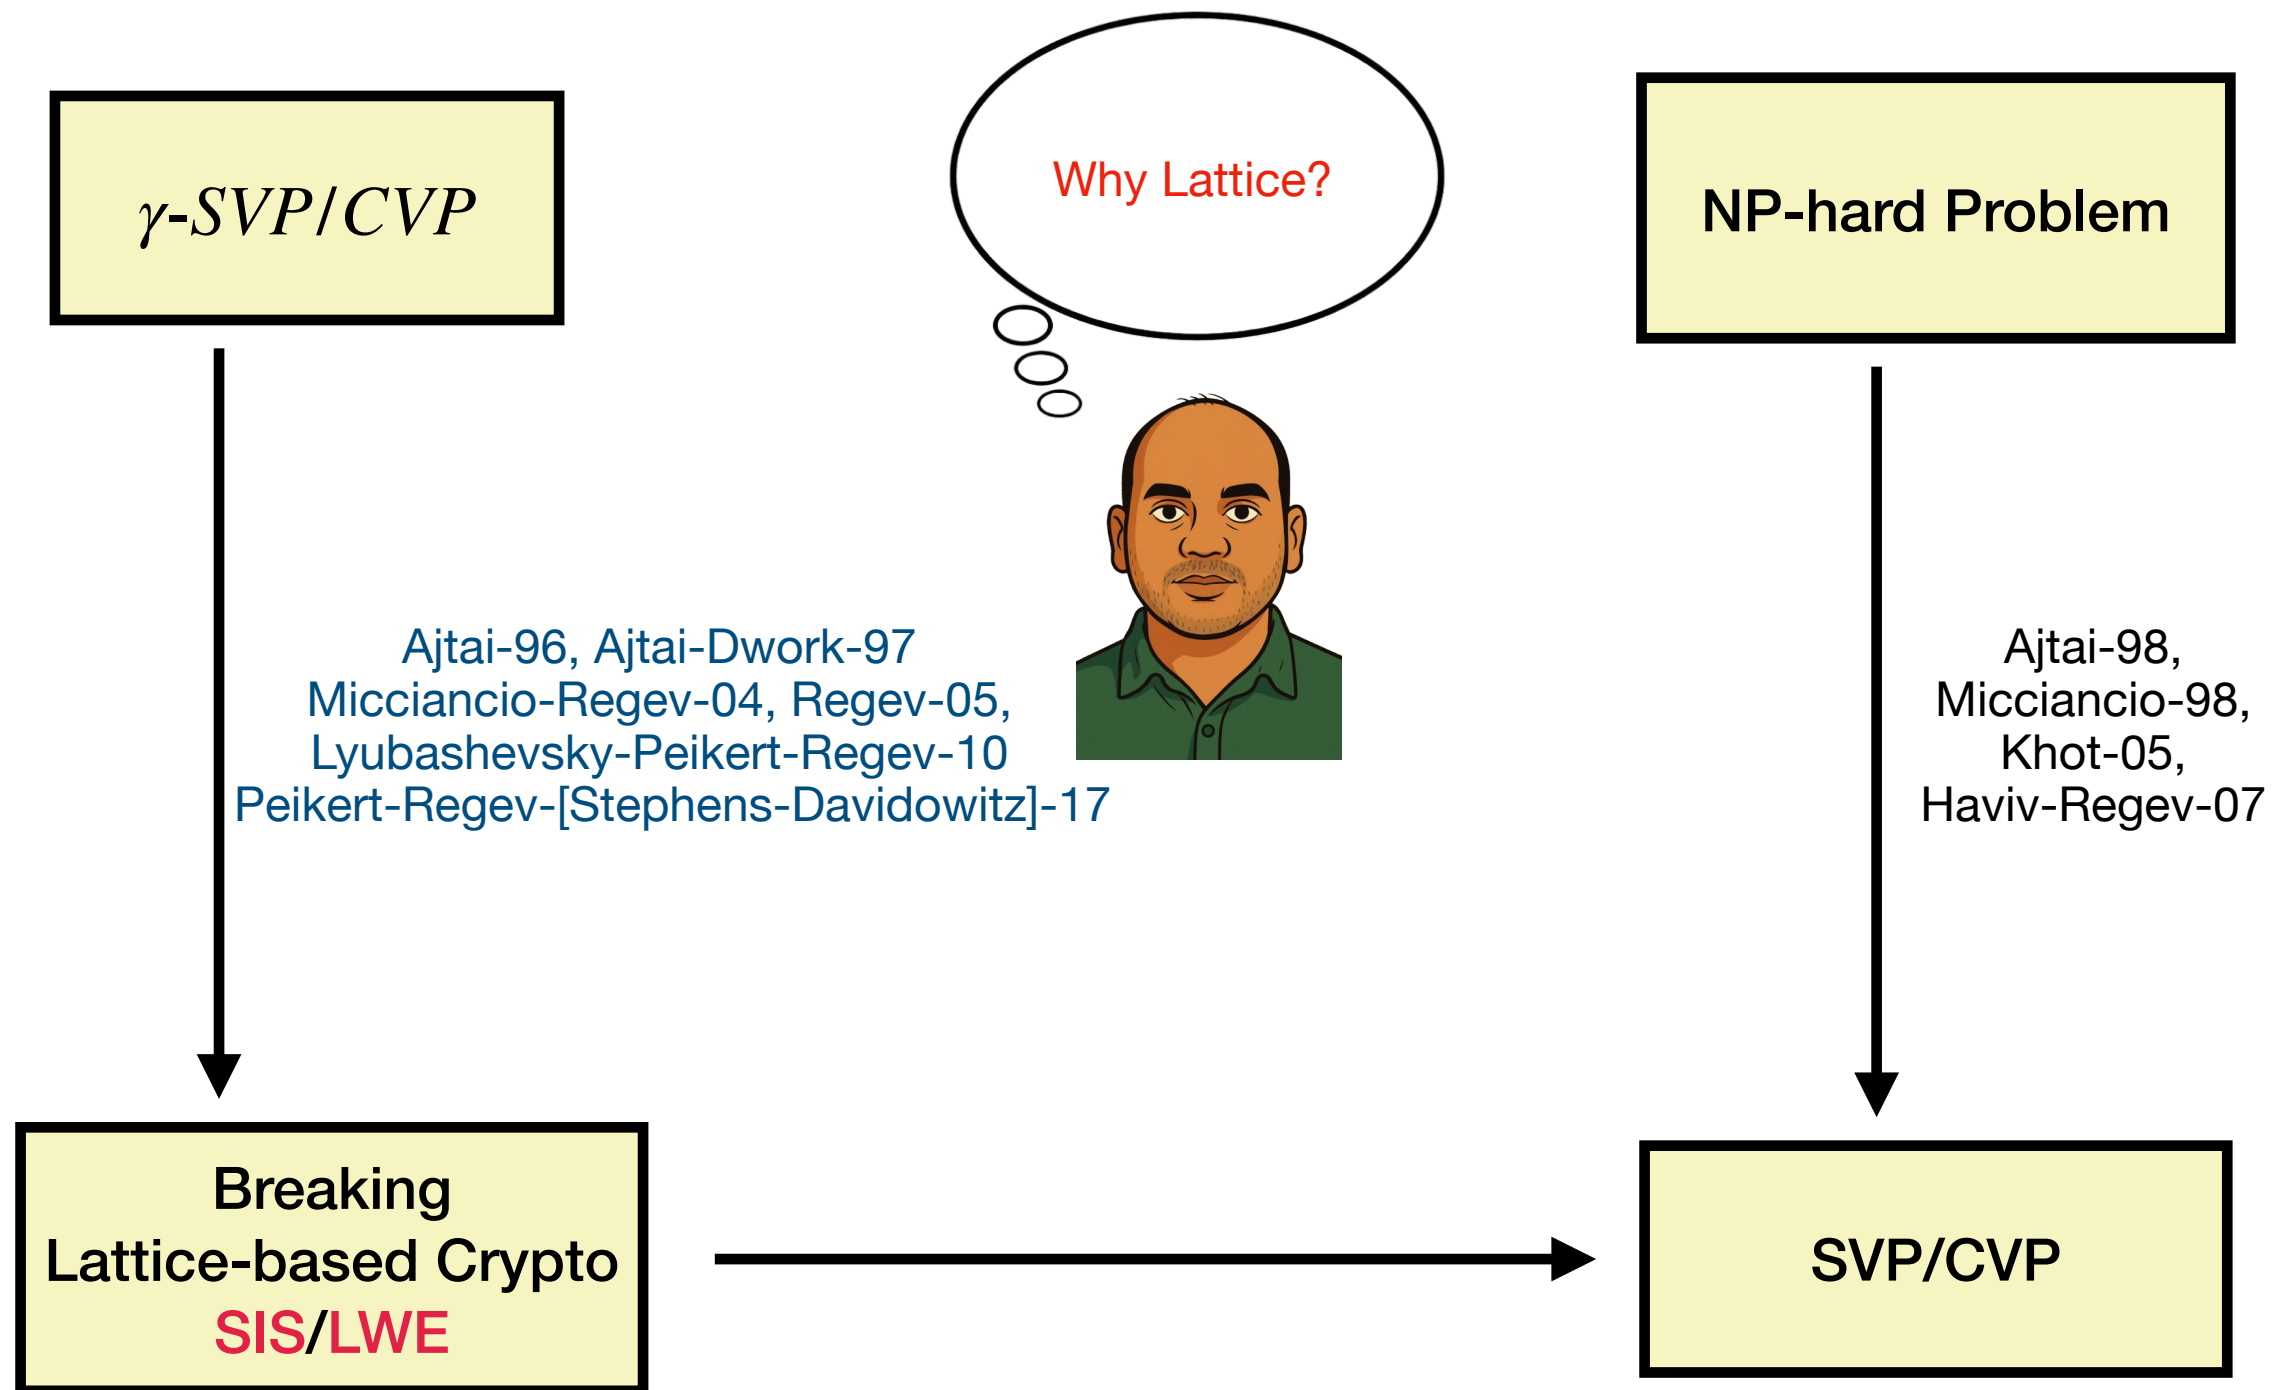 γ-SVP/CVP
Why Lattice?
NP-hard Problem
Ajtai-96, Ajtai-Dwork-97
Micciancio-Regev-04, Regev-05,
Lyubashevsky-Peikert-Regev-10
Peikert-Regev-[Stephens-Davidowitz]-17
Ajtai-98,
Micciancio-98,
Khot-05,
Haviv-Regev-07
Breaking
Lattice-based Crypto
SIS/LWE
SVP/CVP